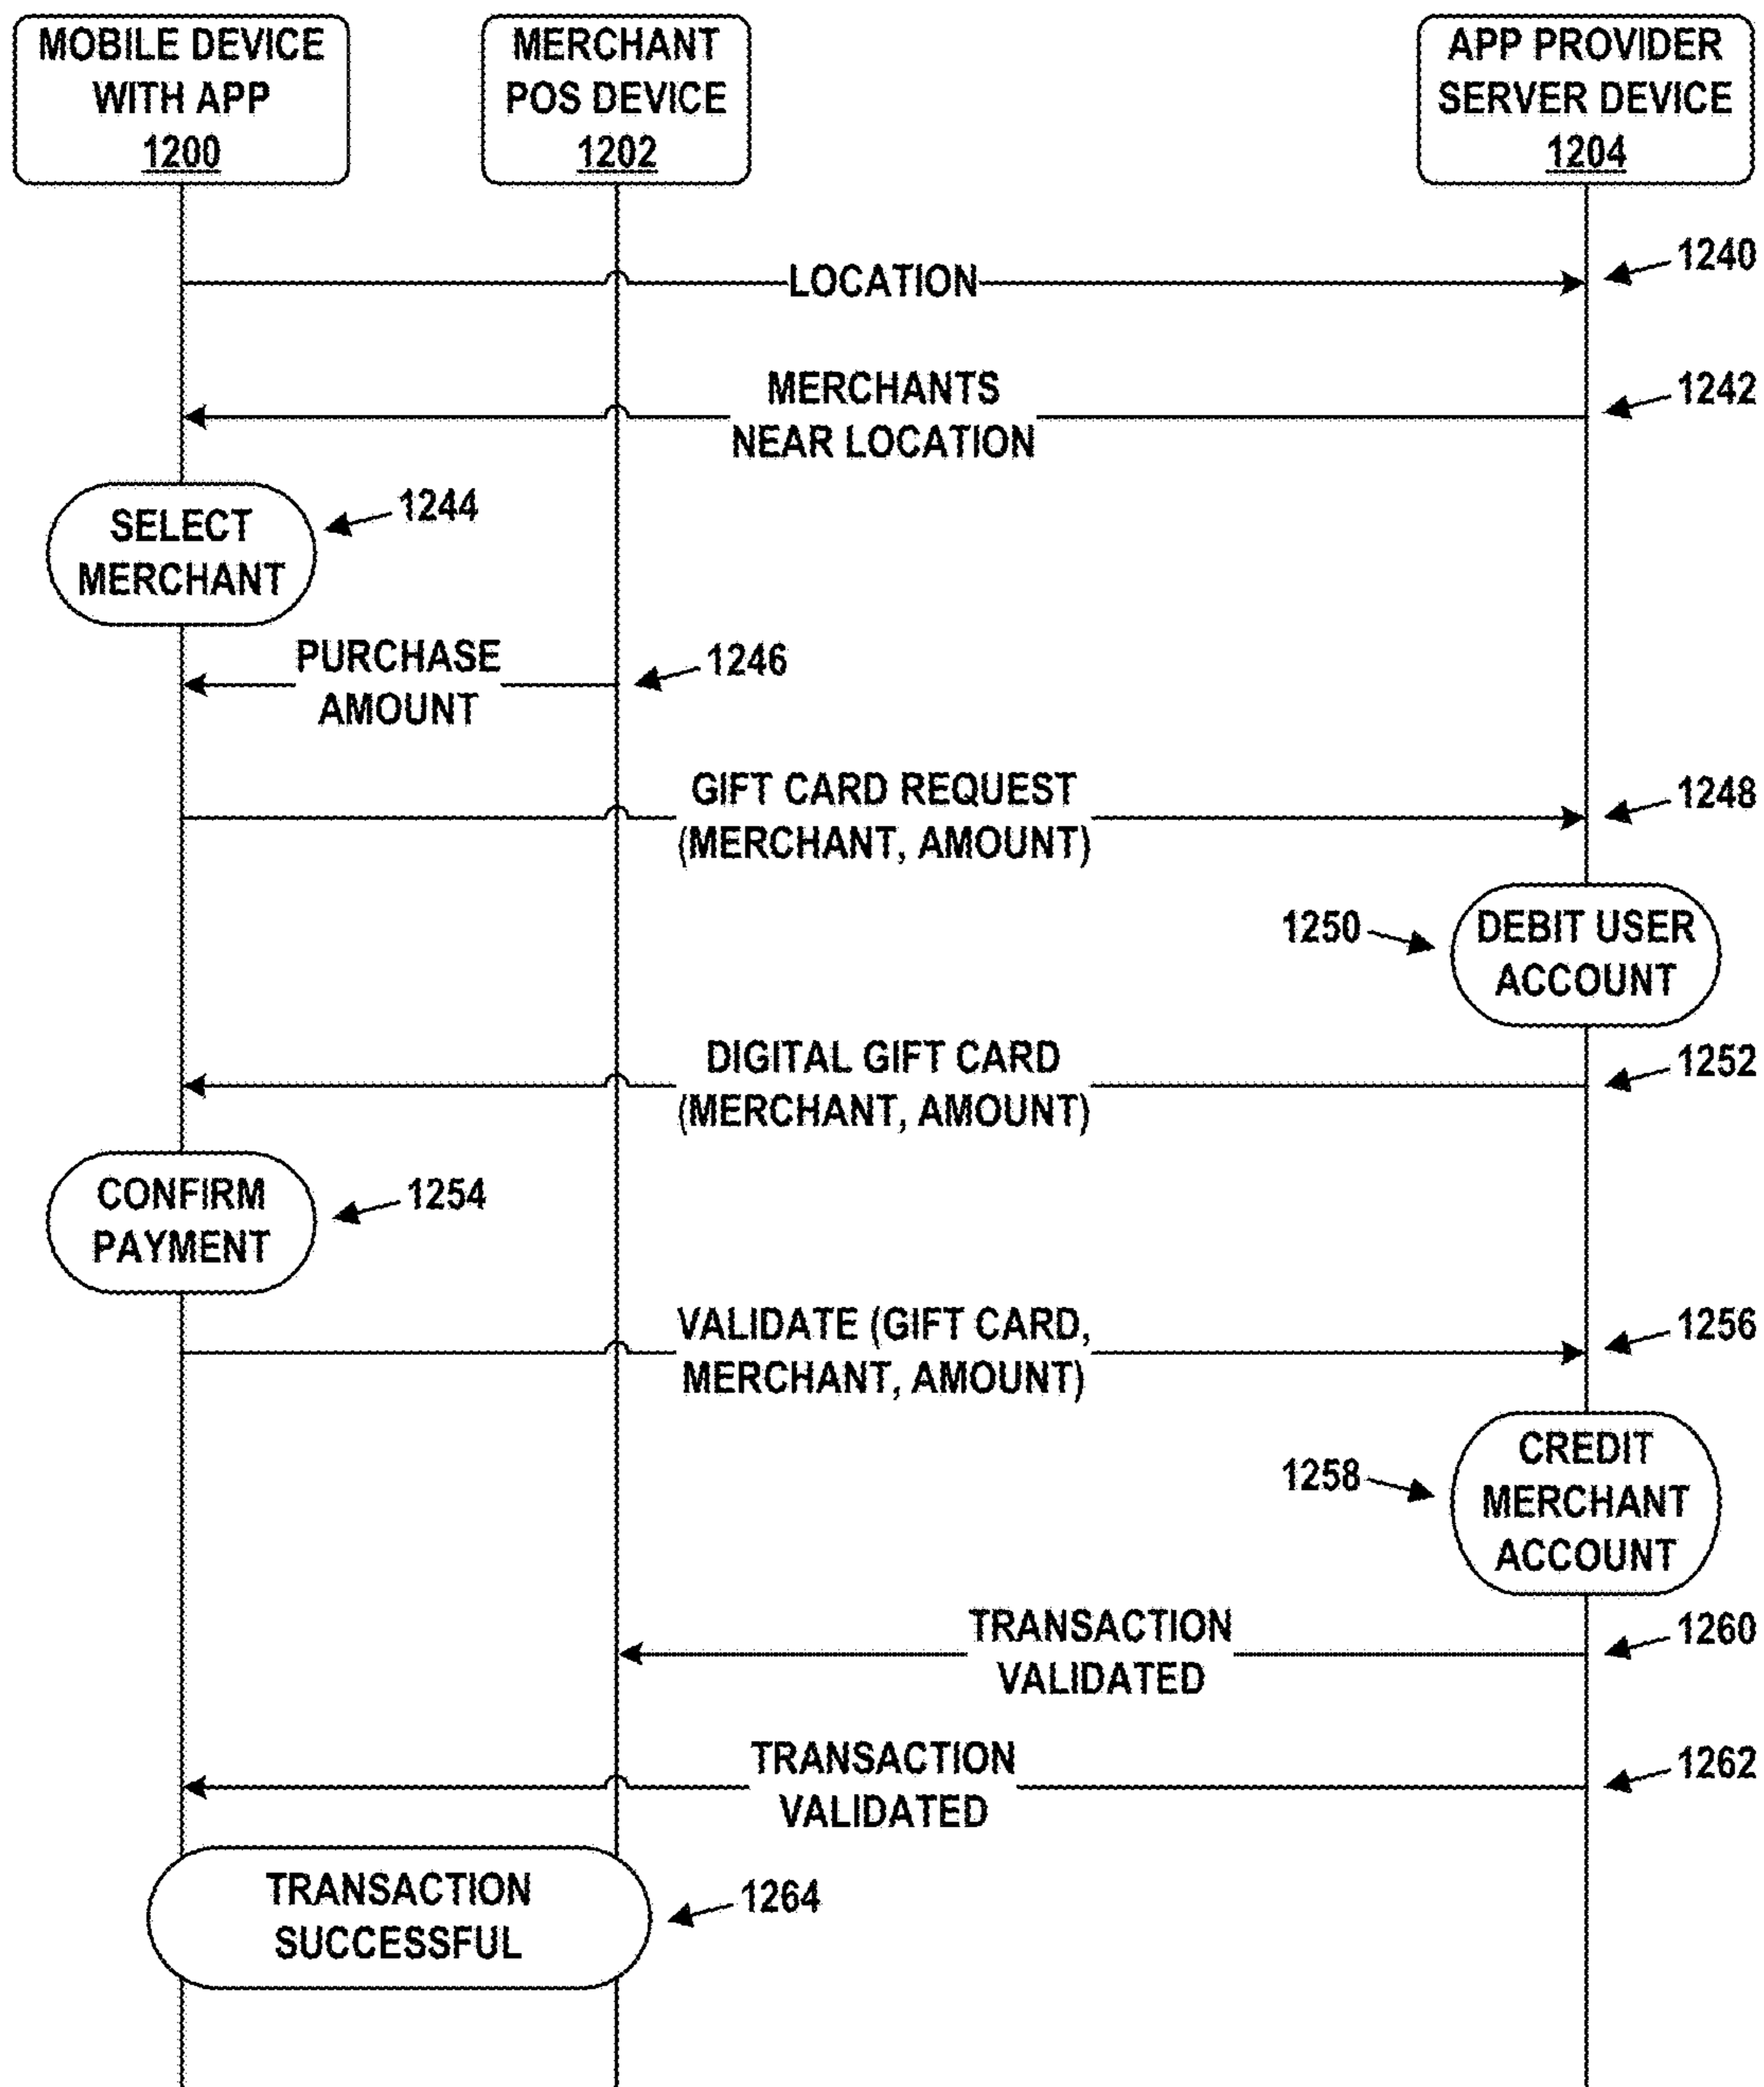 MOBILE DEVICE
WITH APP
1200
MERCHANT
POS DEVICE
1202
APP PROVIDER
SERVER DEVICE
1204
LOCATION
1240
MERCHANTS
NEAR LOCATION
1242
SELECT
MERCHANT
1244
PURCHASE
AMOUNT
1246
GIFT CARD REQUEST
(MERCHANT, AMOUNT)
1248
1250
DEBIT USER
ACCOUNT
DIGITAL GIFT CARD
(MERCHANT, AMOUNT)
1252
CONFIRM
PAYMENT
1254
VALIDATE (GIFT CARD,
MERCHANT, AMOUNT)
1256
1258
CREDIT
MERCHANT
ACCOUNT
TRANSACTION
VALIDATED
1260
TRANSACTION
VALIDATED
1262
TRANSACTION
SUCCESSFUL
1264